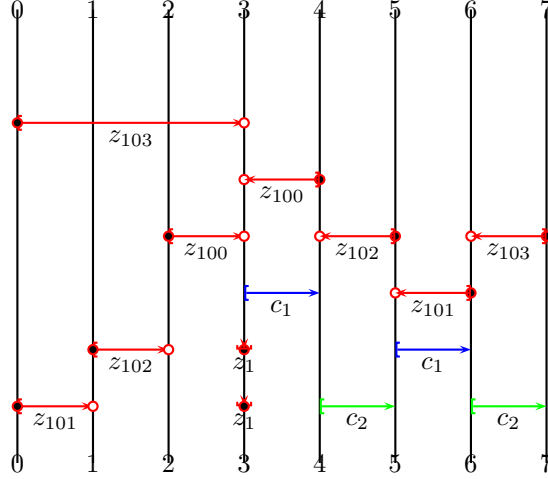 0 1 2 3 4 5 6 7
z₁₀₃
z₁₀₀
z₁₀₀ z₁₀₂ z₁₀₃
c₁ z₁₀₁
z₁₀₂ z₁ c₁
z₁₀₁ z₁ c₂ c₂
0 1 2 3 4 5 6 7